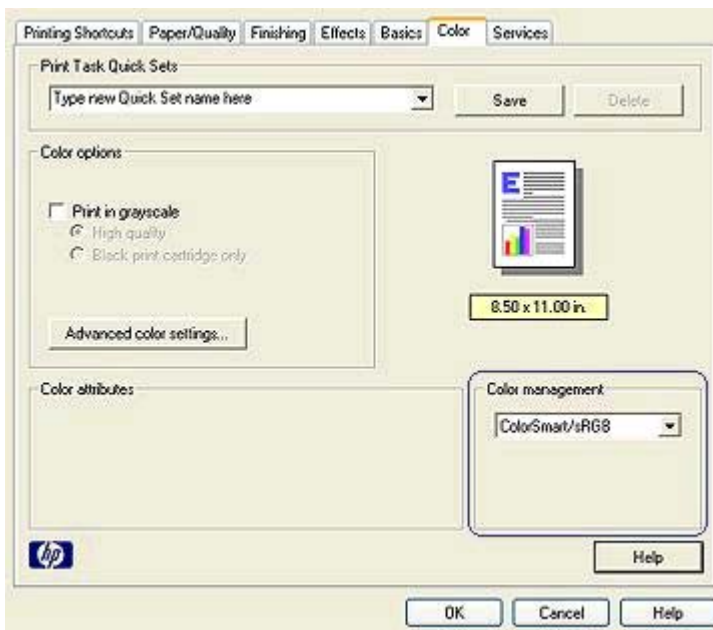 Printing Shortcuts Paper/Quality Finishing Effects Basics Color Services
Print Task Quick Sets
Type new Quick Set name here Save Delete
Color options
Print in grayscale
High quality
Black print cartridge only
E
8.50 x 11.00 in.
Advanced color settings...
Color attributes
Color management
ColorSmart/sRGB
hp
Help
OK Cancel Help